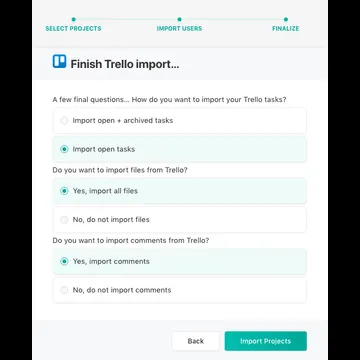 SELECT PROJECTS IMPORT USERS FINALIZE
Finish Trello import...
A few final questions... How do you want to import your Trello tasks?
Import open + archived tasks
Import open tasks
Do you want to import files from Trello?
Yes, import all files
No, do not import files
Do you want to import comments from Trello?
Yes, import comments
No, do not import comments
Back Import Projects